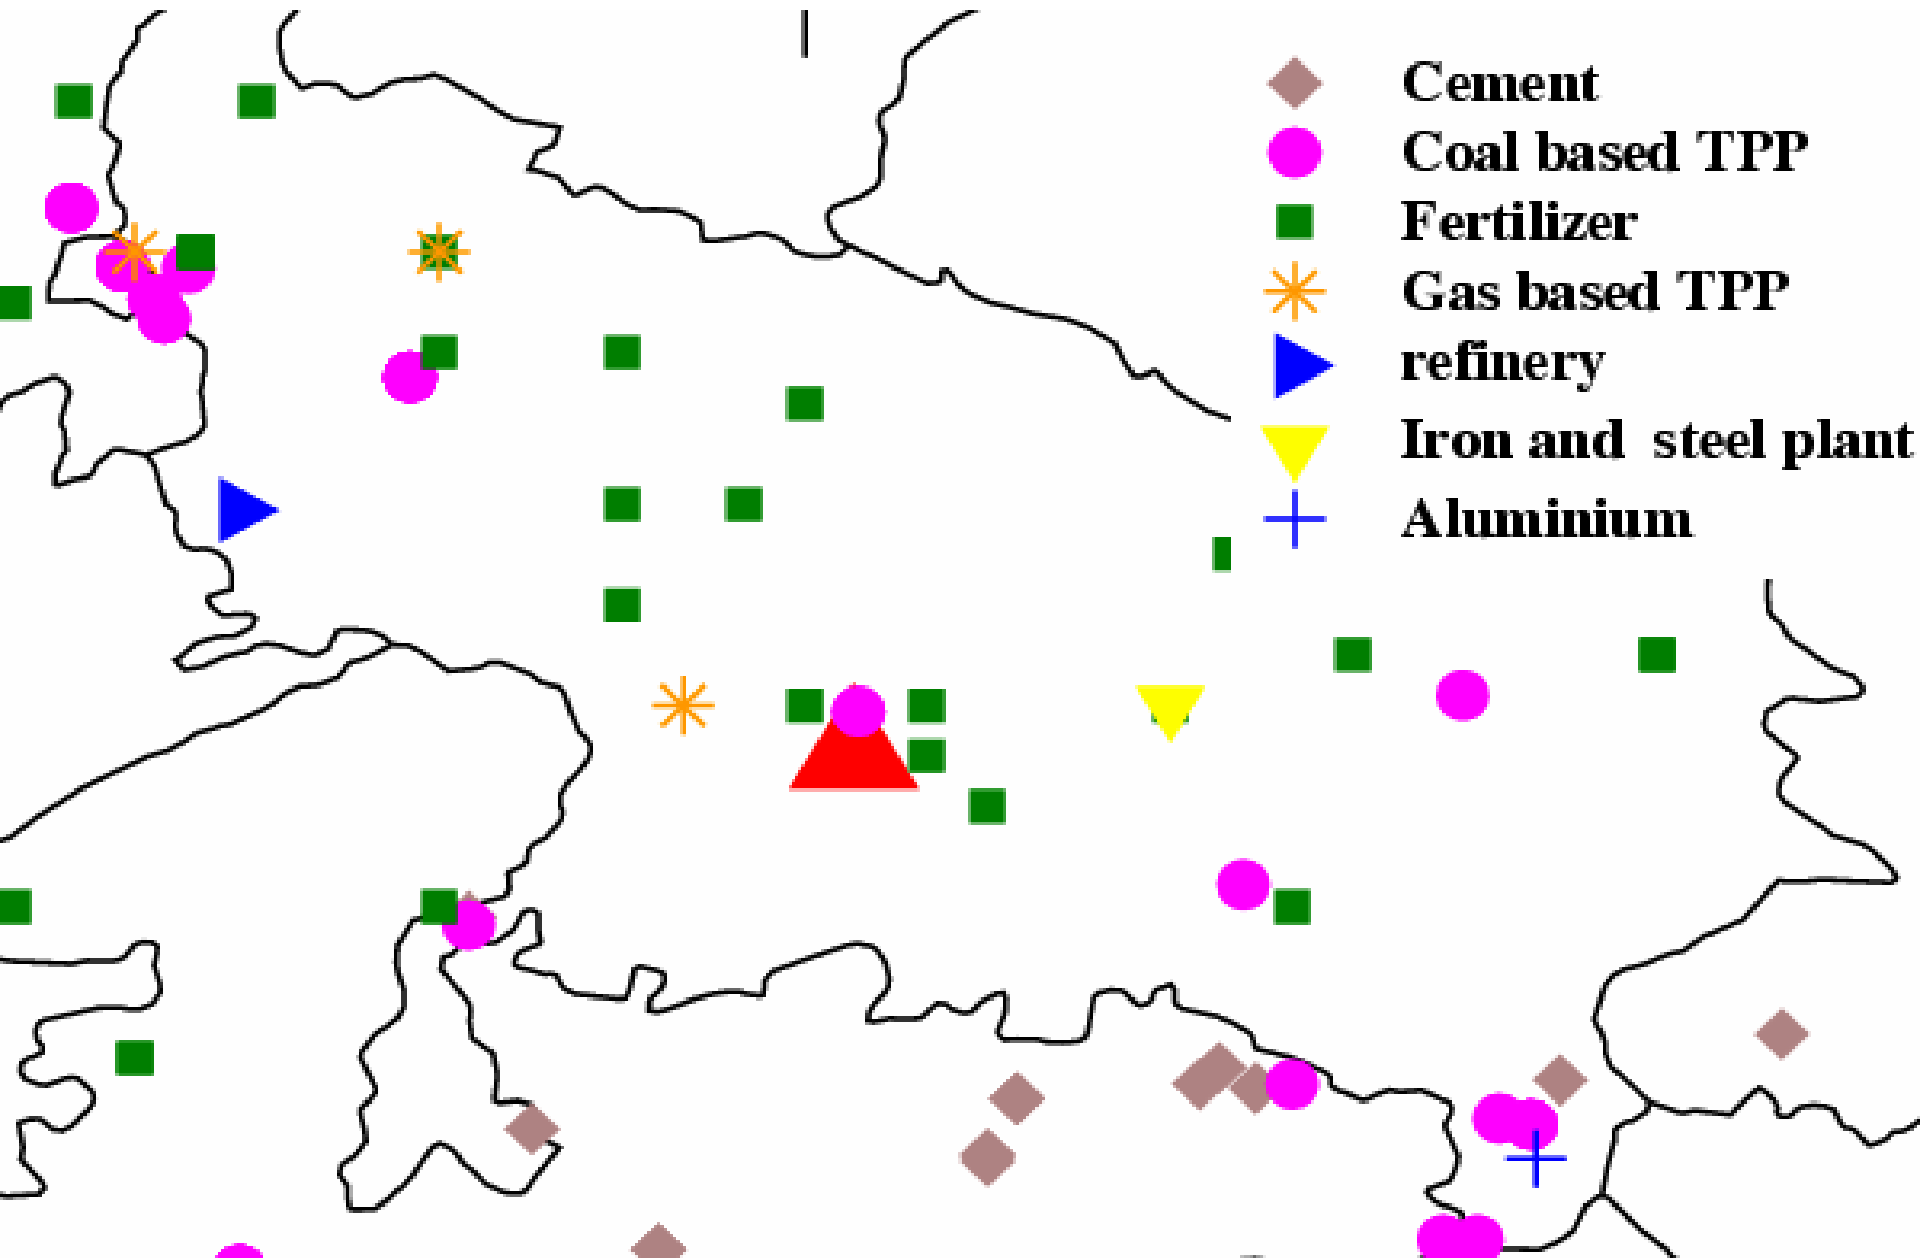 Cement
Coal based TPP
Fertilizer
Gas based TPP
refinery
Iron and  steel plant
Aluminium